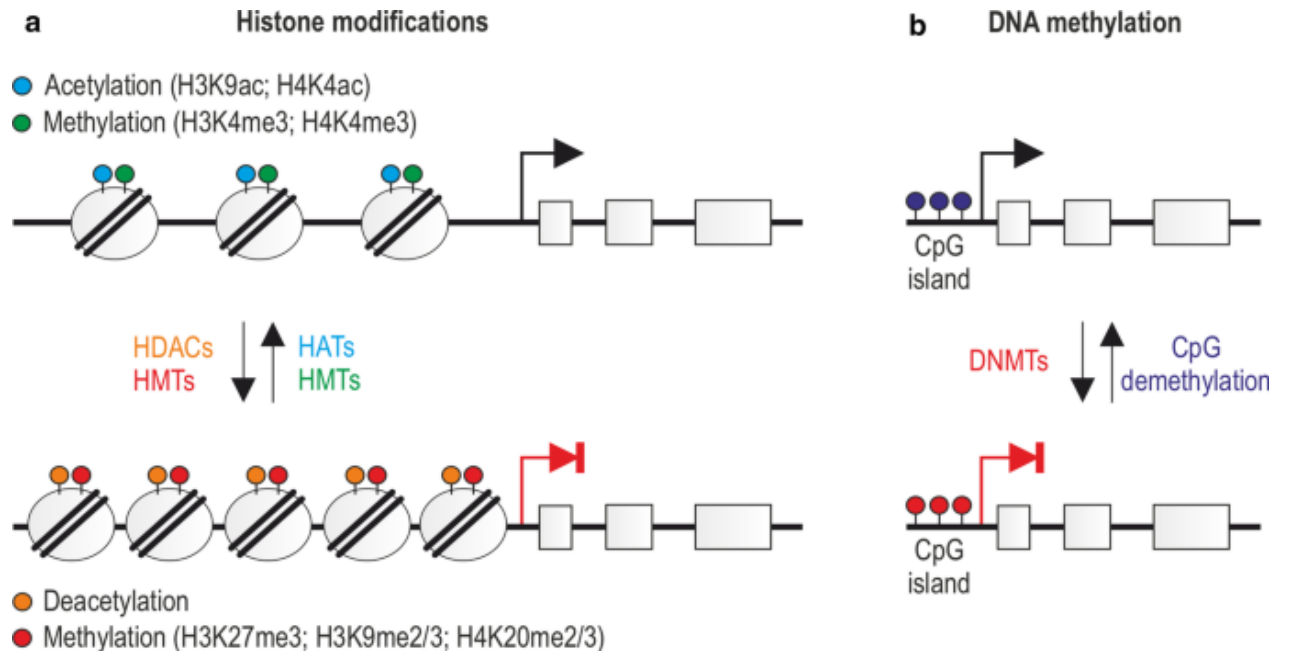 a Histone modifications
Acetylation (H3K9ac; H4K4ac)
Methylation (H3K4me3; H4K4me3)
HDACs
HMTs
HATs
HMTs
Deacetylation
Methylation (H3K27me3; H3K9me2/3; H4K20me2/3)
b DNA methylation
CpG
island
DNMTs
CpG
demethylation
CpG
island